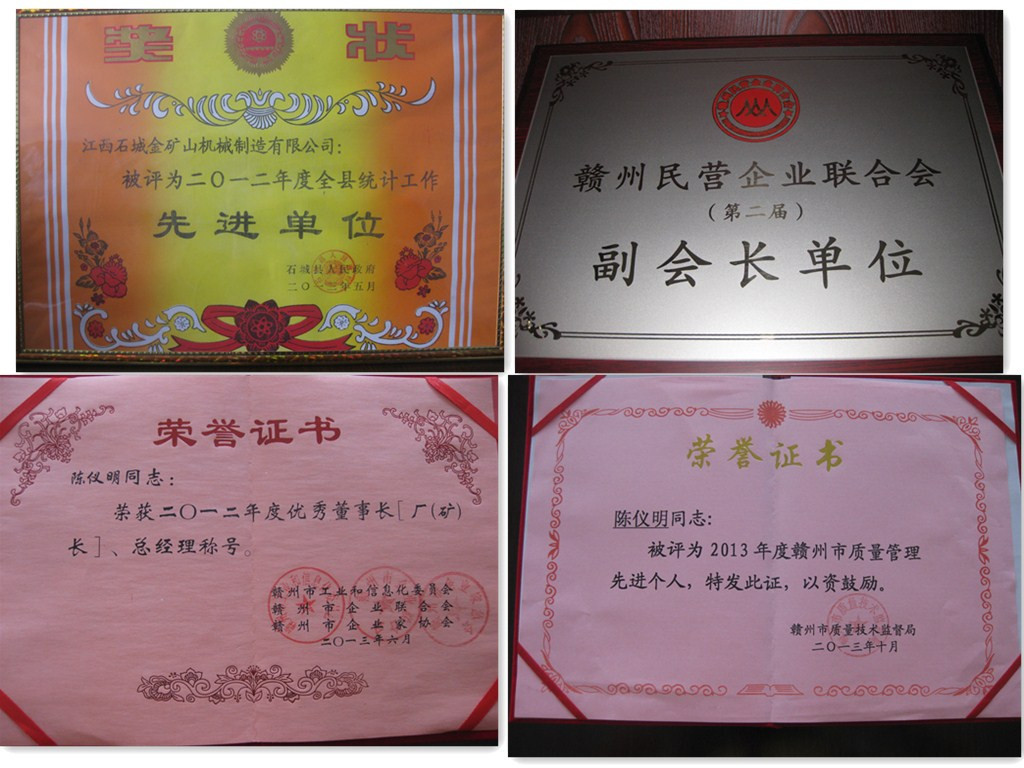 奖 状
江西石城金矿山机械制造有限公司:
被评为二〇一二年度全县统计工作
先进单位
石城县人民政府
二〇一三年五月
赣州民营企业联合会
(第二届)
副会长单位
荣誉证书
陈仪明同志:
荣获二〇一二年度优秀董事长[厂(矿)
长]、总经理称号。
赣州市工业和信息化委员会
赣州市企业联合会
赣州市企业家协会
二〇一三年六月
荣誉证书
陈仪明同志:
被评为 2013 年度赣州市质量管理
先进个人，特发此证，以资鼓励。
赣州市质量技术监督局
二〇一三年十月